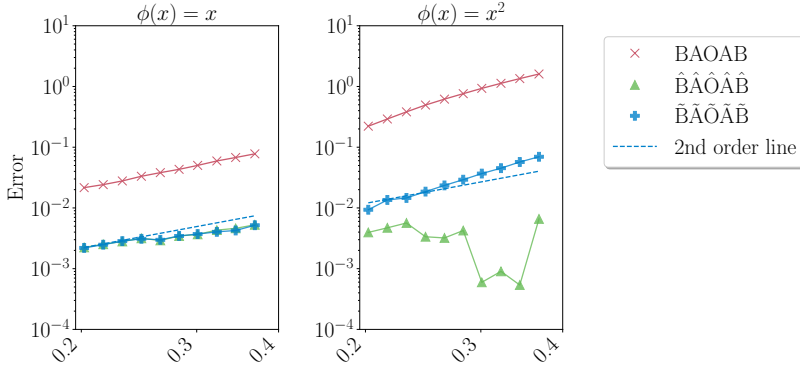 ϕ(x) = x
ϕ(x) = x²
Error
10¹
10⁰
10⁻¹
10⁻²
10⁻³
10⁻⁴
0.2
0.3
0.4
10¹
10⁰
10⁻¹
10⁻²
10⁻³
10⁻⁴
0.2
0.3
0.4
BAOAB
B̂ÂÔÂB̂
B̃ÃÕÃB̃
2nd order line